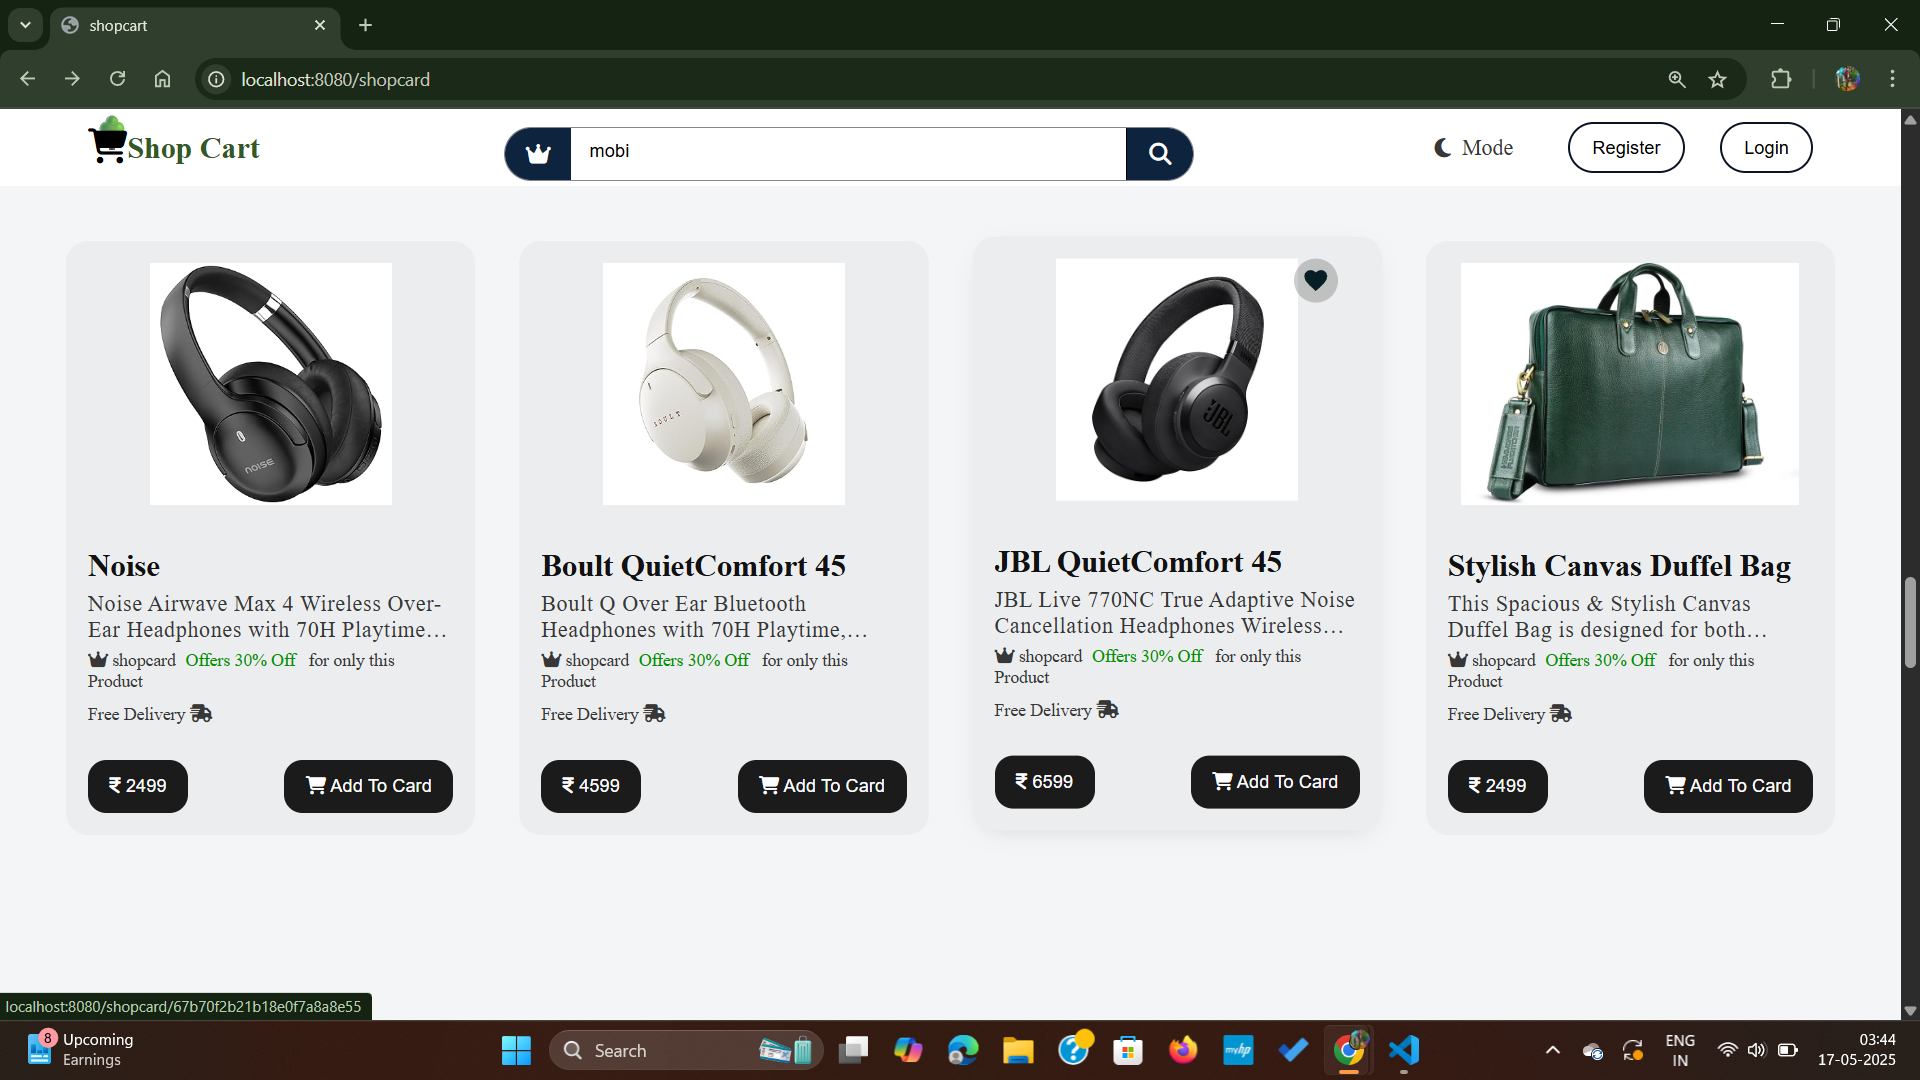 shopcart
localhost:8080/shopcard
Shop Cart
mobi
Mode
Register
Login
noise
BOULT
JBL
Noise
Noise Airwave Max 4 Wireless Over-
Ear Headphones with 70H Playtime…
shopcard Offers 30% Off for only this
Product
Free Delivery
₹ 2499
Add To Card
Boult QuietComfort 45
Boult Q Over Ear Bluetooth
Headphones with 70H Playtime,…
shopcard Offers 30% Off for only this
Product
Free Delivery
₹ 4599
Add To Card
JBL QuietComfort 45
JBL Live 770NC True Adaptive Noise
Cancellation Headphones Wireless…
shopcard Offers 30% Off for only this
Product
Free Delivery
₹ 6599
Add To Card
Stylish Canvas Duffel Bag
This Spacious & Stylish Canvas
Duffel Bag is designed for both…
shopcard Offers 30% Off for only this
Product
Free Delivery
₹ 2499
Add To Card
localhost:8080/shopcard/67b70f2b21b18e0f7a8a8e55
8
Upcoming
Earnings
Search
myhp
ENG
IN
03:44
17-05-2025